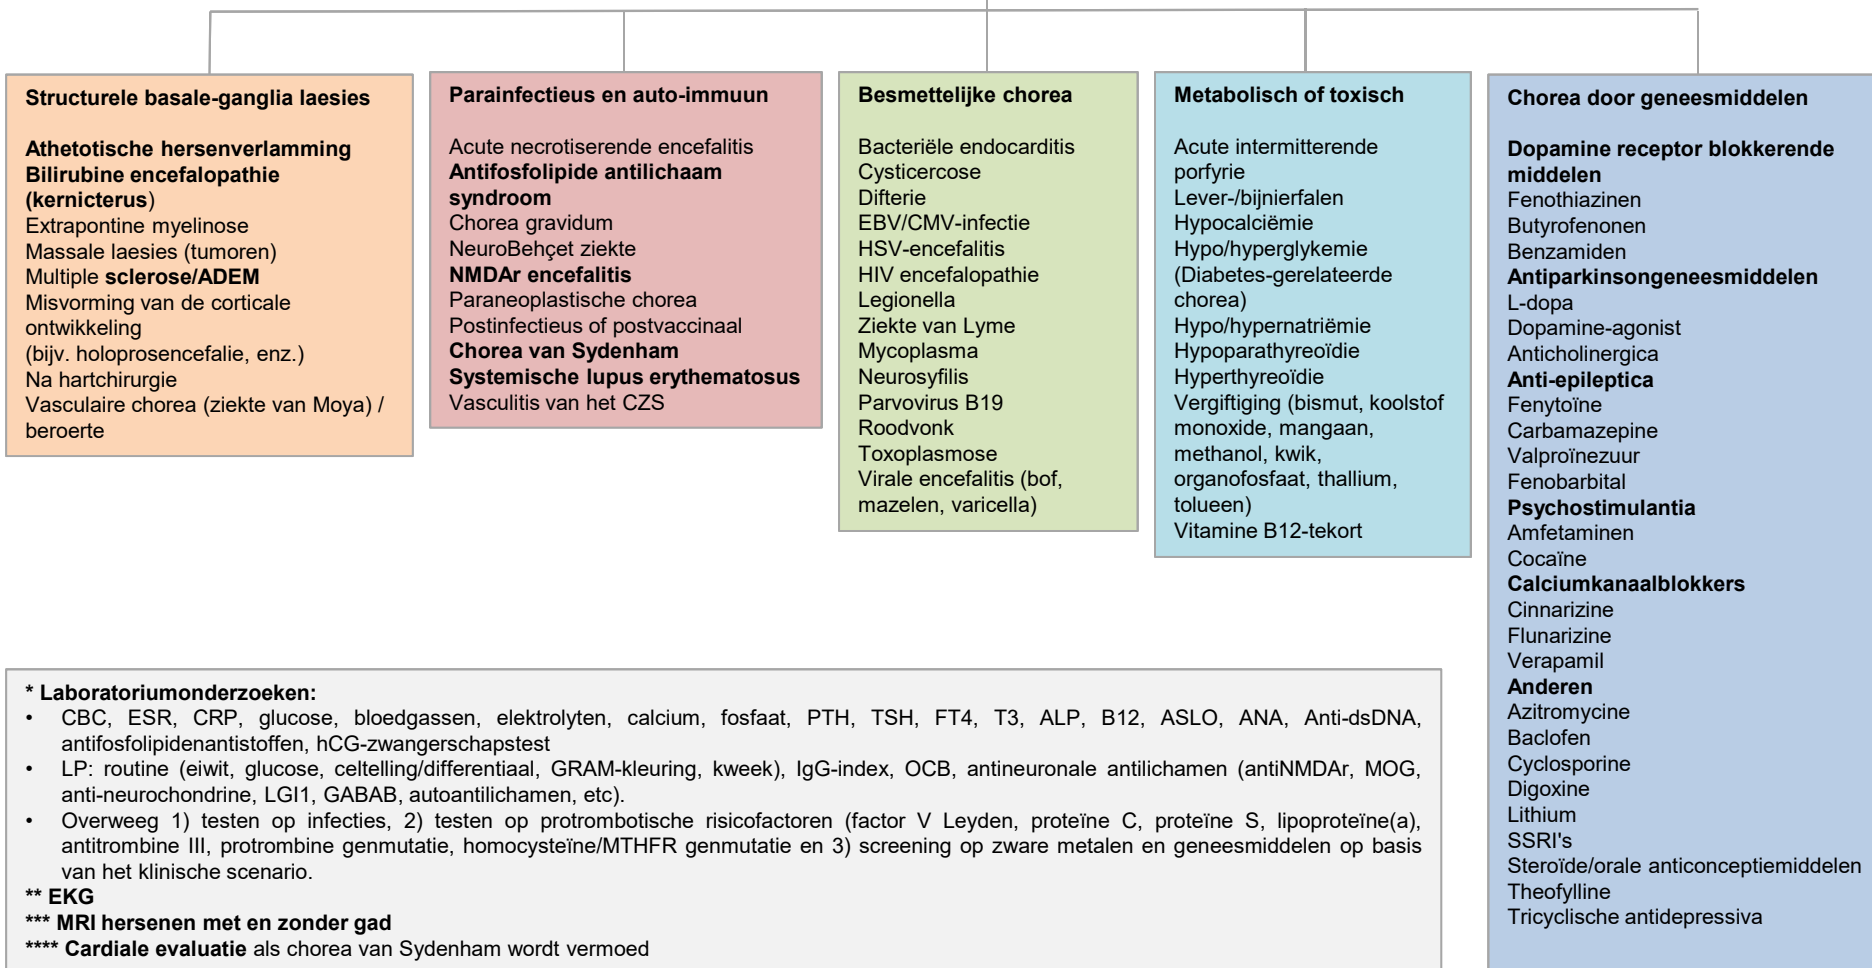 Structurele basale-ganglia laesies
Athetotische hersenverlamming
Bilirubine encefalopathie
(kernicterus)
Extrapontine myelinose
Massale laesies (tumoren)
Multiple sclerose/ADEM
Misvorming van de corticale
ontwikkeling
(bijv. holoprosencefalie, enz.)
Na hartchirurgie
Vasculaire chorea (ziekte van Moya) /
beroerte
Parainfectieus en auto-immuun
Acute necrotiserende encefalitis
Antifosfolipide antilichaam
syndroom
Chorea gravidum
NeuroBehçet ziekte
NMDAr encefalitis
Paraneoplastische chorea
Postinfectieus of postvaccinaal
Chorea van Sydenham
Systemische lupus erythematosus
Vasculitis van het CZS
Besmettelijke chorea
Bacteriële endocarditis
Cysticercose
Difterie
EBV/CMV-infectie
HSV-encefalitis
HIV encefalopathie
Legionella
Ziekte van Lyme
Mycoplasma
Neurosyfilis
Parvovirus B19
Roodvonk
Toxoplasmose
Virale encefalitis (bof,
mazelen, varicella)
Metabolisch of toxisch
Acute intermitterende
porfyrie
Lever-/bijnierfalen
Hypocalciëmie
Hypo/hyperglykemie
(Diabetes-gerelateerde
chorea)
Hypo/hypernatriëmie
Hypoparathyreoïdie
Hyperthyreoïdie
Vergiftiging (bismut, koolstof
monoxide, mangaan,
methanol, kwik,
organofosfaat, thallium,
tolueen)
Vitamine B12-tekort
Chorea door geneesmiddelen
Dopamine receptor blokkerende
middelen
Fenothiazinen
Butyrofenonen
Benzamiden
Antiparkinsongeneesmiddelen
L-dopa
Dopamine-agonist
Anticholinergica
Anti-epileptica
Fenytoïne
Carbamazepine
Valproïnezuur
Fenobarbital
Psychostimulantia
Amfetaminen
Cocaïne
Calciumkanaalblokkers
Cinnarizine
Flunarizine
Verapamil
Anderen
Azitromycine
Baclofen
Cyclosporine
Digoxine
Lithium
SSRI's
Steroïde/orale anticonceptiemiddelen
Theofylline
Tricyclische antidepressiva
* Laboratoriumonderzoeken:
• CBC, ESR, CRP, glucose, bloedgassen, elektrolyten, calcium, fosfaat, PTH, TSH, FT4, T3, ALP, B12, ASLO, ANA, Anti-dsDNA,
antifosfolipidenantistoffen, hCG-zwangerschapstest
• LP: routine (eiwit, glucose, celtelling/differentiaal, GRAM-kleuring, kweek), IgG-index, OCB, antineuronale antilichamen (antiNMDAr, MOG,
anti-neurochondrine, LGI1, GABAB, autoantilichamen, etc).
• Overweeg 1) testen op infecties, 2) testen op protrombotische risicofactoren (factor V Leyden, proteïne C, proteïne S, lipoproteïne(a),
antitrombine III, protrombine genmutatie, homocysteïne/MTHFR genmutatie en 3) screening op zware metalen en geneesmiddelen op basis
van het klinische scenario.
** EKG
*** MRI hersenen met en zonder gad
**** Cardiale evaluatie als chorea van Sydenham wordt vermoed